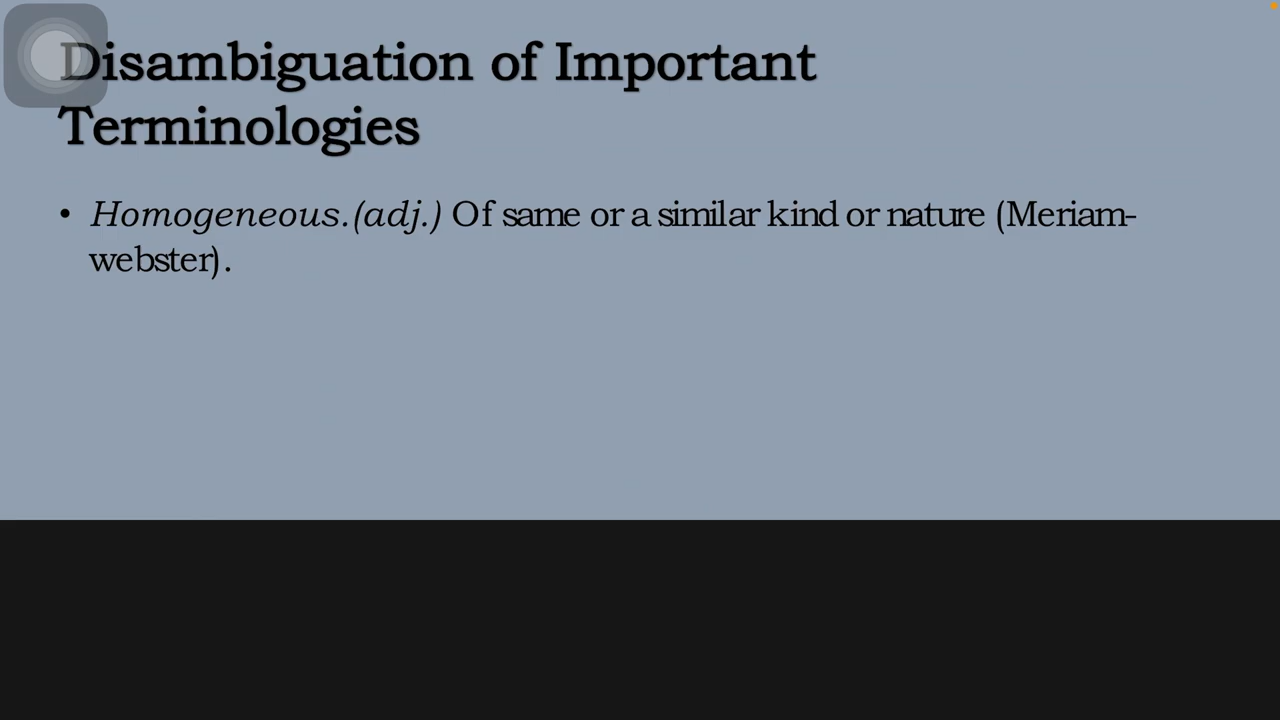 Disambiguation of Important
Terminologies
• Homogeneous.(adj.) Of same or a similar kind or nature (Meriam-
webster).